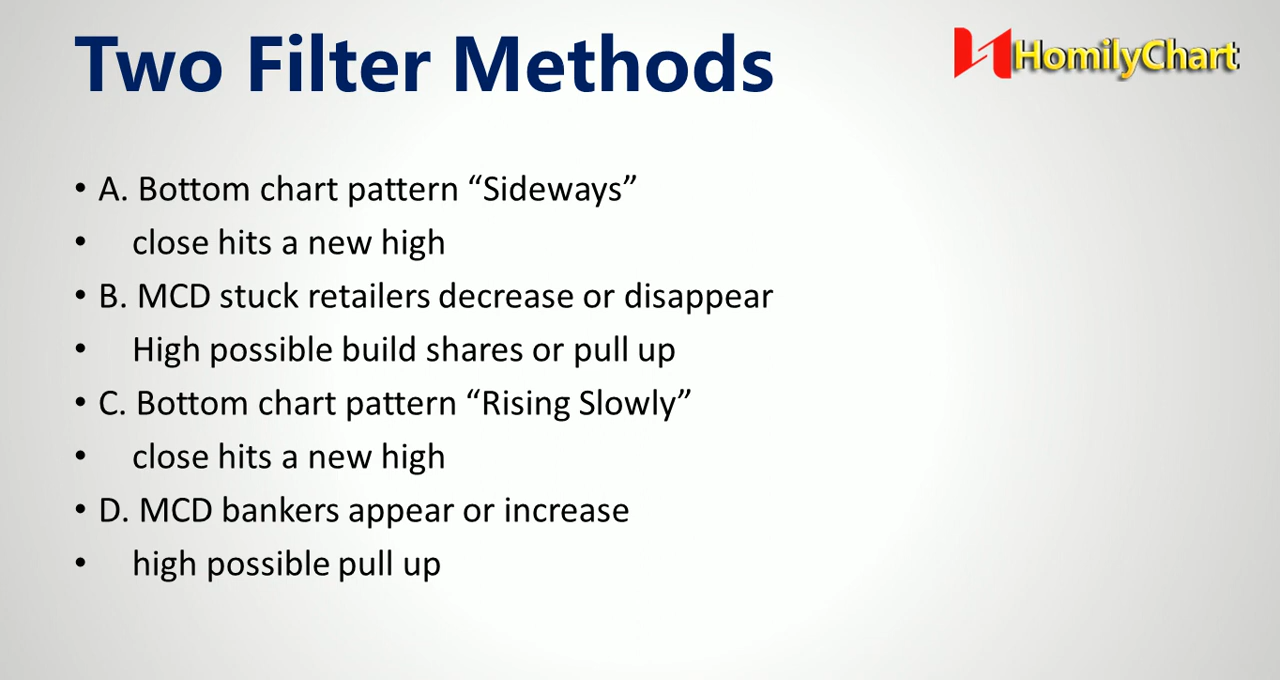 Two Filter Methods
HomilyChart
• A. Bottom chart pattern “Sideways”
• close hits a new high
• B. MCD stuck retailers decrease or disappear
• High possible build shares or pull up
• C. Bottom chart pattern “Rising Slowly”
• close hits a new high
• D. MCD bankers appear or increase
• high possible pull up